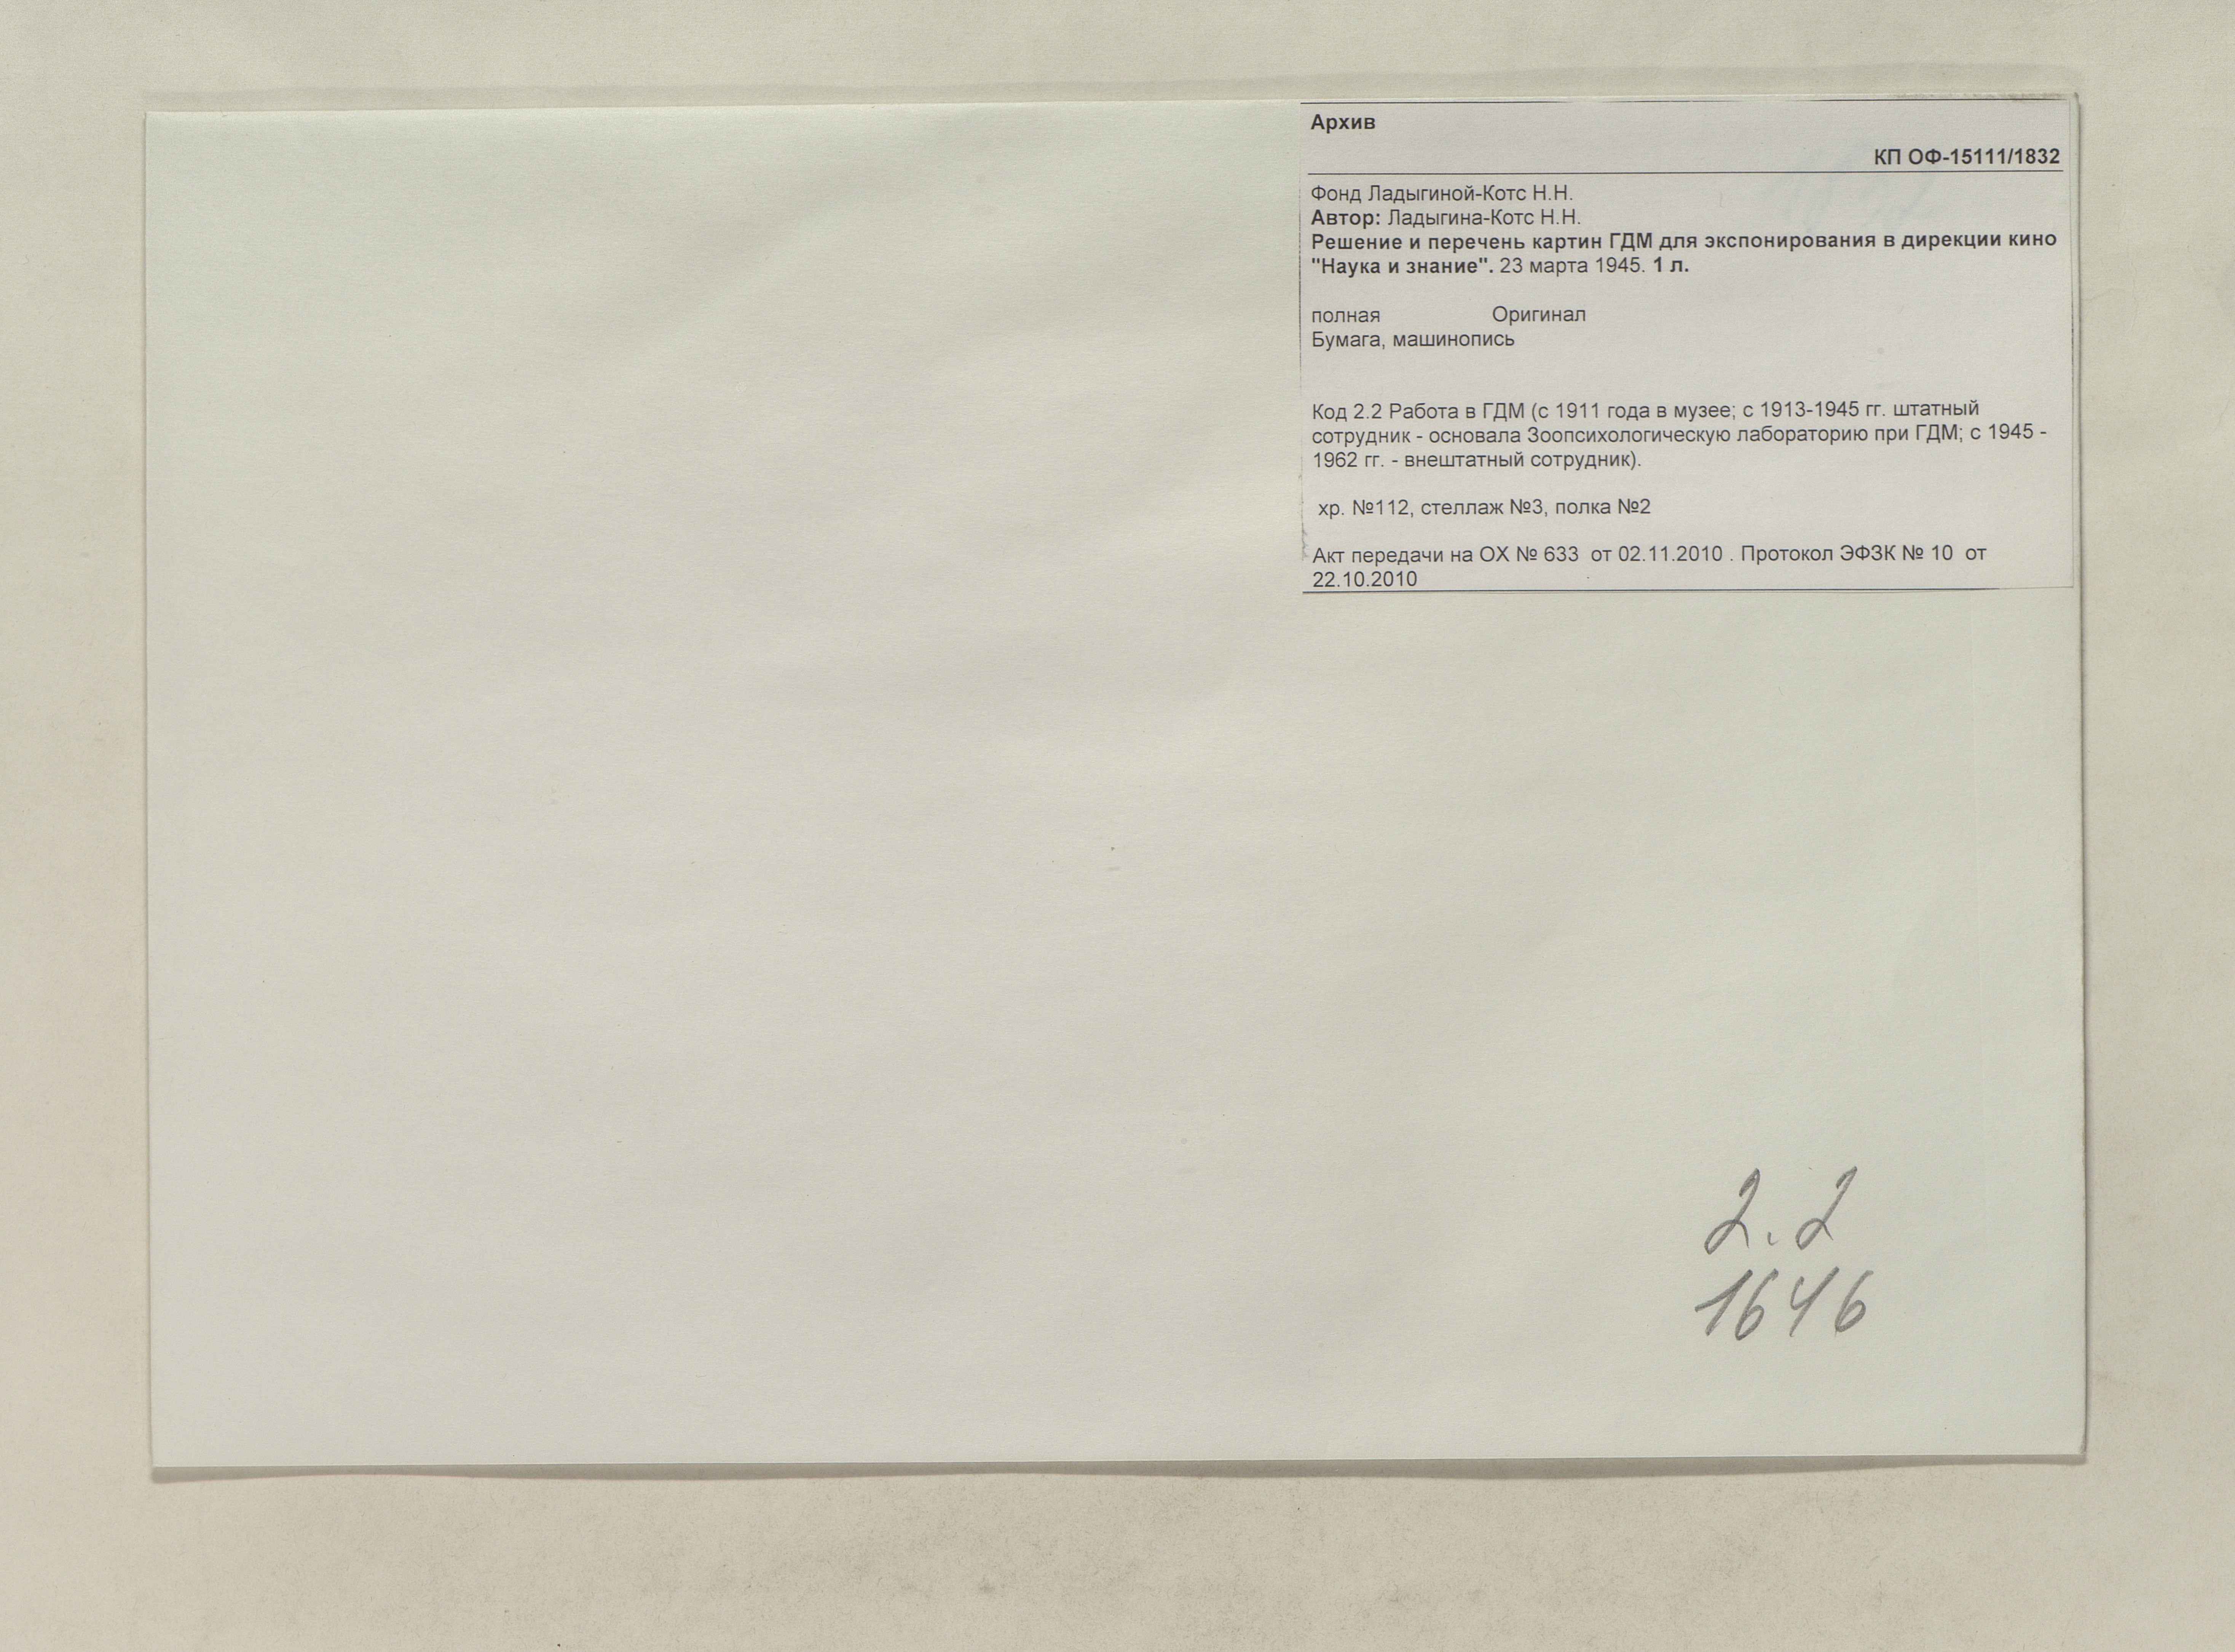 Архив
КП ОФ-15111/1832
Фонд Ладыгиной-Котс Н.Н.
Автор: Ладыгина-Котс Н.Н.
Решение и перечень картин ГДМ для экспонирования в дирекции кино
"Наука и знание". 23 марта 1945. 1 л.
полная Оригинал
Бумага, машинопись
Код 2.2 Работа в ГДМ (с 1911 года в музее; с 1913-1945 гг. штатный
сотрудник - основала Зоопсихологическую лабораторию при ГДМ; с 1945 -
1962 гг. - внештатный сотрудник).
хр. №112, стеллаж №3, полка №2
Акт передачи на ОХ № 633 от 02.11.2010 . Протокол ЭФЗК № 10 от
22.10.2010
2.2
1646